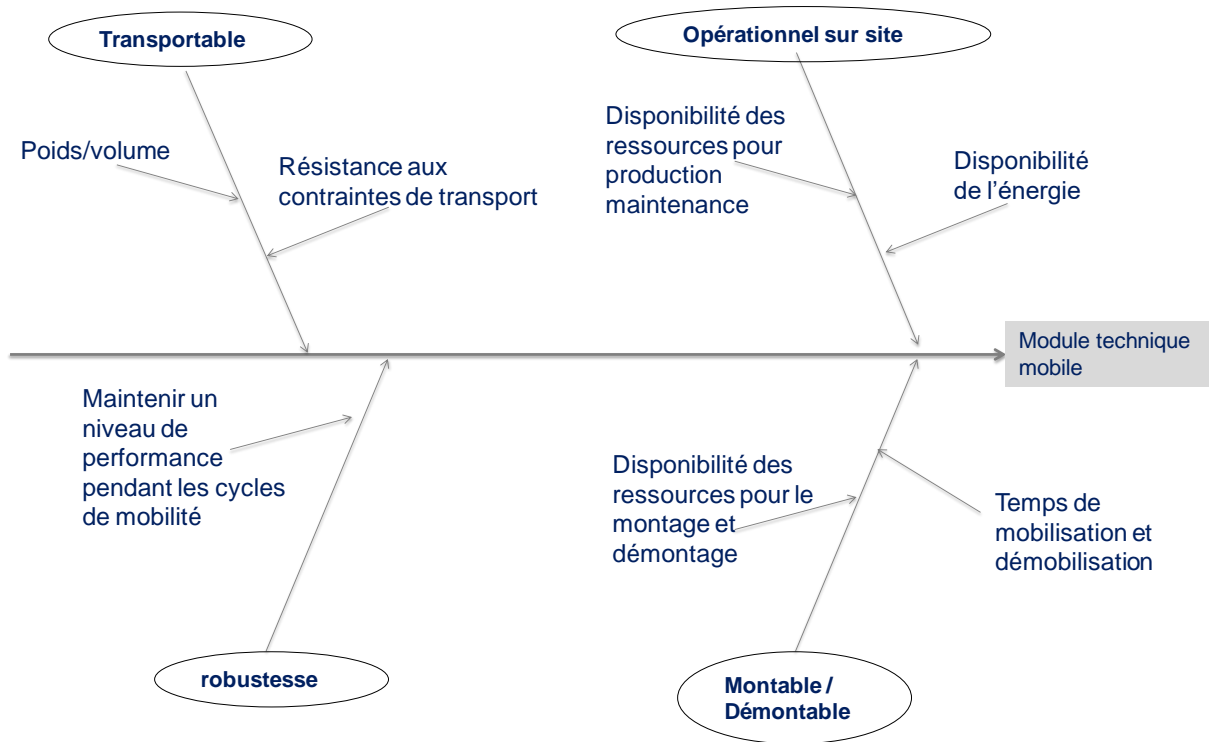 Transportable
Opérationnel sur site
Poids/volume
Résistance aux
contraintes de transport
Disponibilité des
ressources pour
production
maintenance
Disponibilité
de l'énergie
Module technique
mobile
Maintenir un
niveau de
performance
pendant les cycles
de mobilité
Disponibilité des
ressources pour le
montage et
démontage
Temps de
mobilisation et
démobilisation
robustesse
Montable /
Démontable